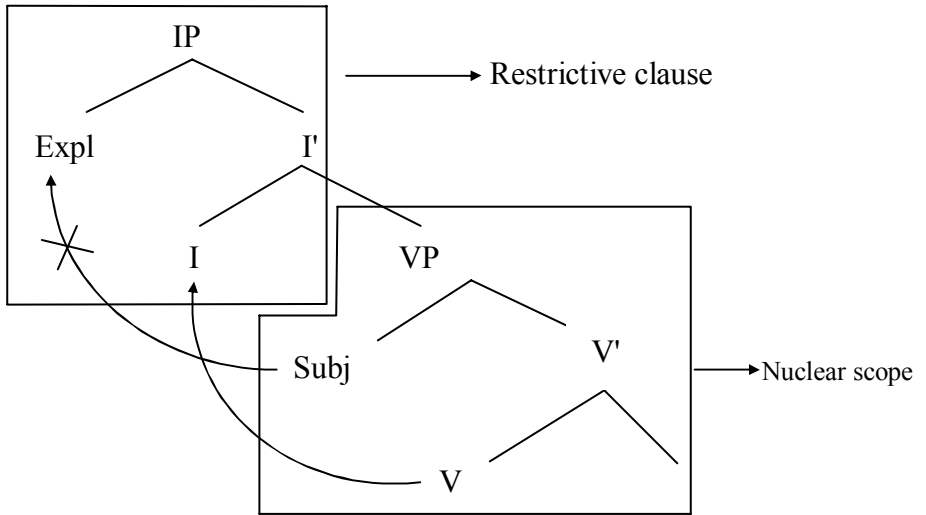 IP
Restrictive clause
Expl
I'
I
VP
Subj
V'
Nuclear scope
V